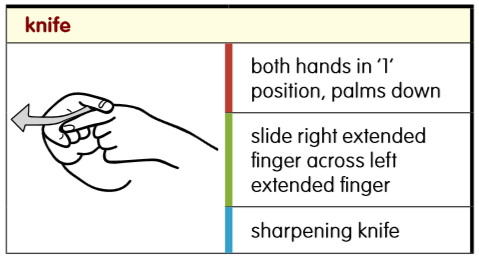 knife
both hands in '1'
position, palms down
slide right extended
finger across left
extended finger
sharpening knife